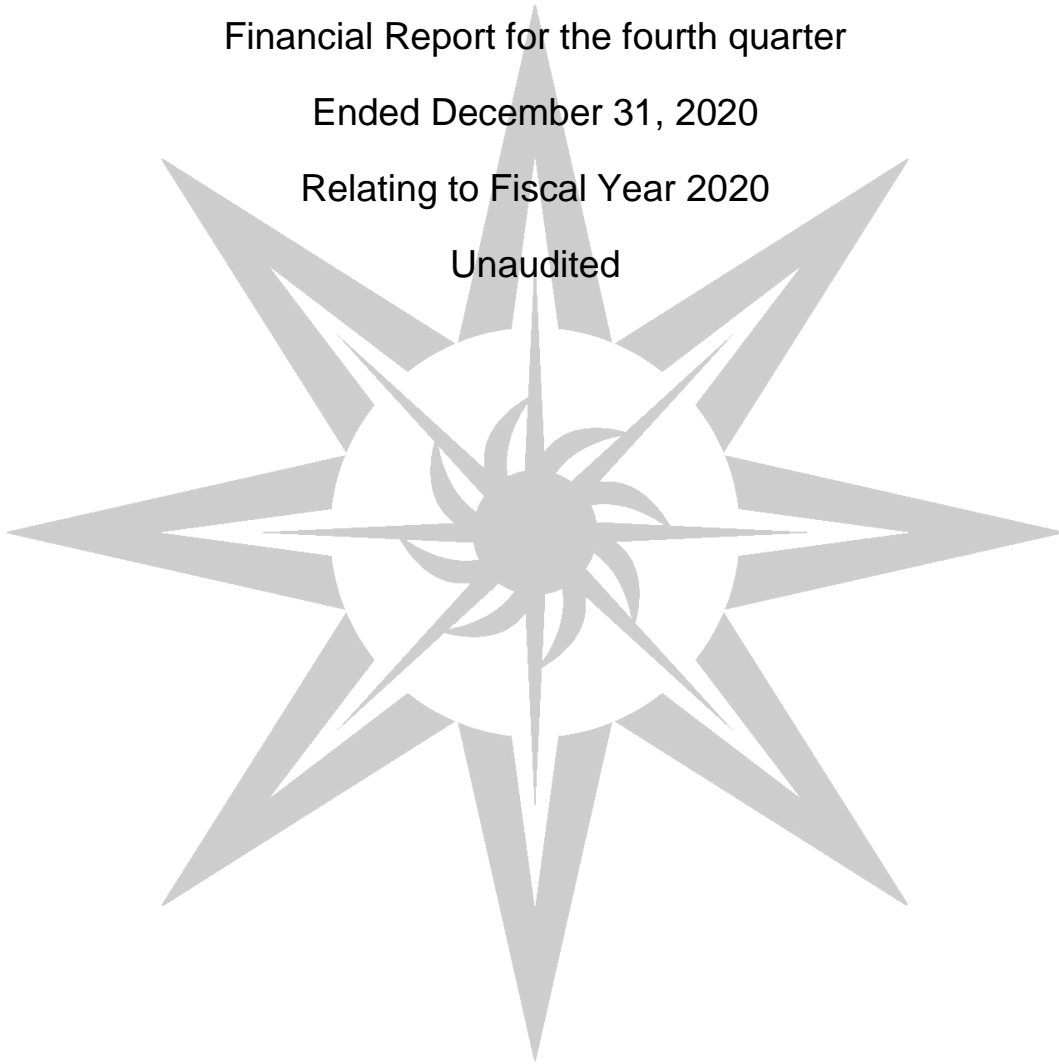 Financial Report for the fourth quarter
Ended December 31, 2020
Relating to Fiscal Year 2020
Unaudited